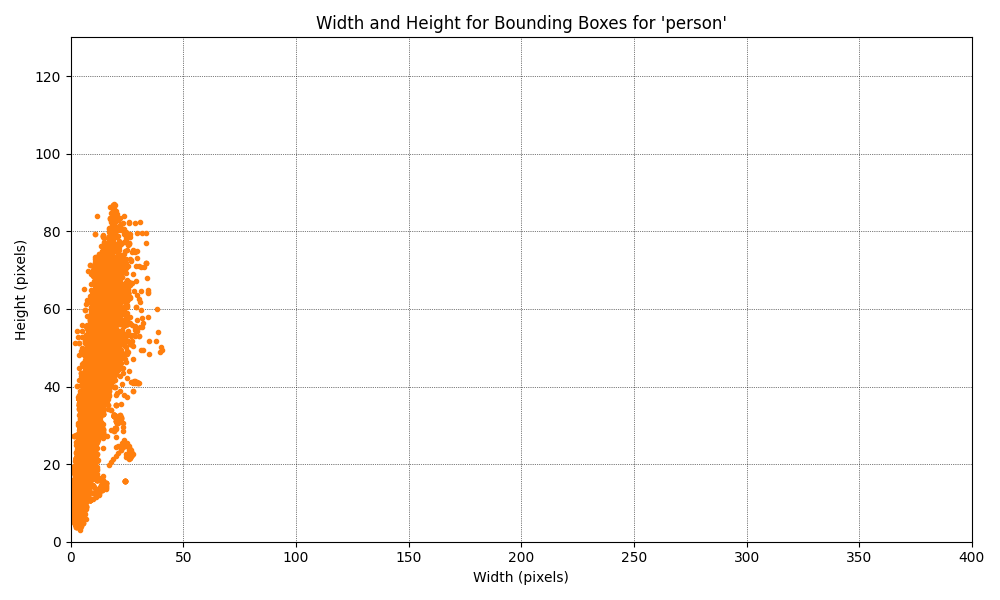 Width and Height for Bounding Boxes for 'person'
120
100
80
60
40
20
0
Height (pixels)
0 50 100 150 200 250 300 350 400
Width (pixels)